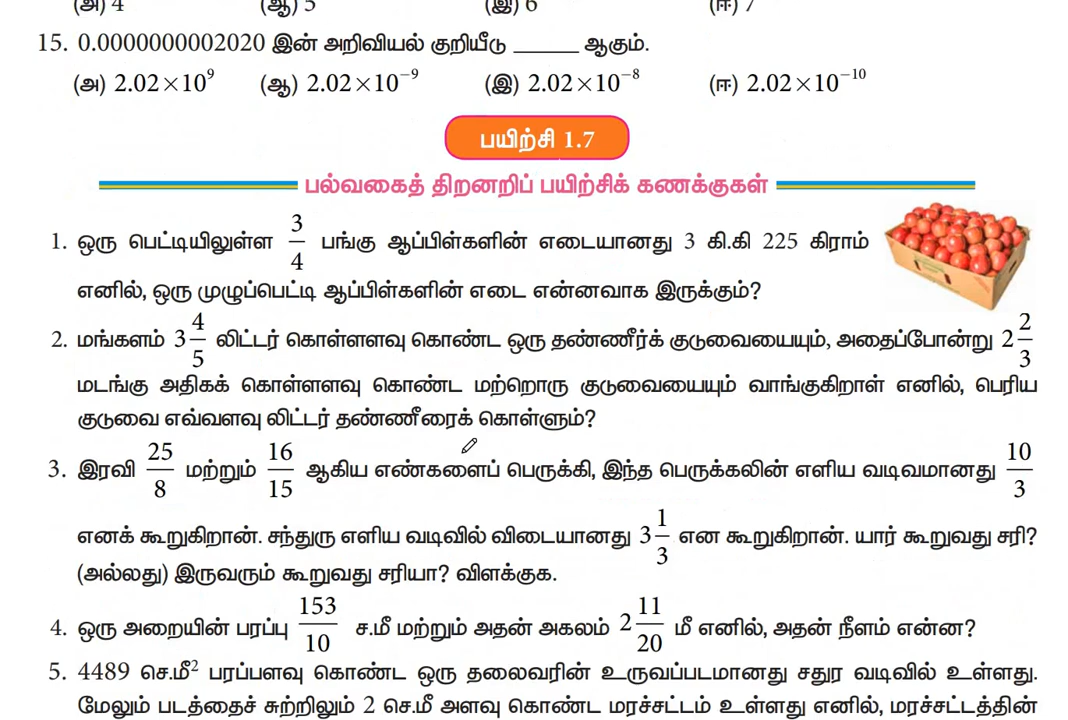 (அ) 4 (ஆ) 5 (இ) 6 (ஈ) 7
15. 0.0000000002020 இன் அறிவியல் குறியீடு ______ ஆகும்.
(அ) 2.02×10⁹ (ஆ) 2.02×10⁻⁹ (இ) 2.02×10⁻⁸ (ஈ) 2.02×10⁻¹⁰
பயிற்சி 1.7
பல்வகைத் திறனறிப் பயிற்சிக் கணக்குகள்
1. ஒரு பெட்டியிலுள்ள 3/4 பங்கு ஆப்பிள்களின் எடையானது 3 கி.கி 225 கிராம்
எனில், ஒரு முழுப்பெட்டி ஆப்பிள்களின் எடை என்னவாக இருக்கும்?
2. மங்களம் 3 4/5 லிட்டர் கொள்ளளவு கொண்ட ஒரு தண்ணீர்க் குடுவையையும், அதைப்போன்று 2 2/3
மடங்கு அதிகக் கொள்ளளவு கொண்ட மற்றொரு குடுவையையும் வாங்குகிறாள் எனில், பெரிய
குடுவை எவ்வளவு லிட்டர் தண்ணீரைக் கொள்ளும்?
3. இரவி 25/8 மற்றும் 16/15 ஆகிய எண்களைப் பெருக்கி, இந்த பெருக்கலின் எளிய வடிவமானது 10/3
எனக் கூறுகிறான். சந்துரு எளிய வடிவில் விடையானது 3 1/3 என கூறுகிறான். யார் கூறுவது சரி?
(அல்லது) இருவரும் கூறுவது சரியா? விளக்குக.
4. ஒரு அறையின் பரப்பு 153/10 ச.மீ மற்றும் அதன் அகலம் 2 11/20 மீ எனில், அதன் நீளம் என்ன?
5. 4489 செ.மீ² பரப்பளவு கொண்ட ஒரு தலைவரின் உருவப்படமானது சதுர வடிவில் உள்ளது.
மேலும் படத்தைச் சுற்றிலும் 2 செ.மீ அளவு கொண்ட மரச்சட்டம் உள்ளது எனில், மரச்சட்டத்தின்